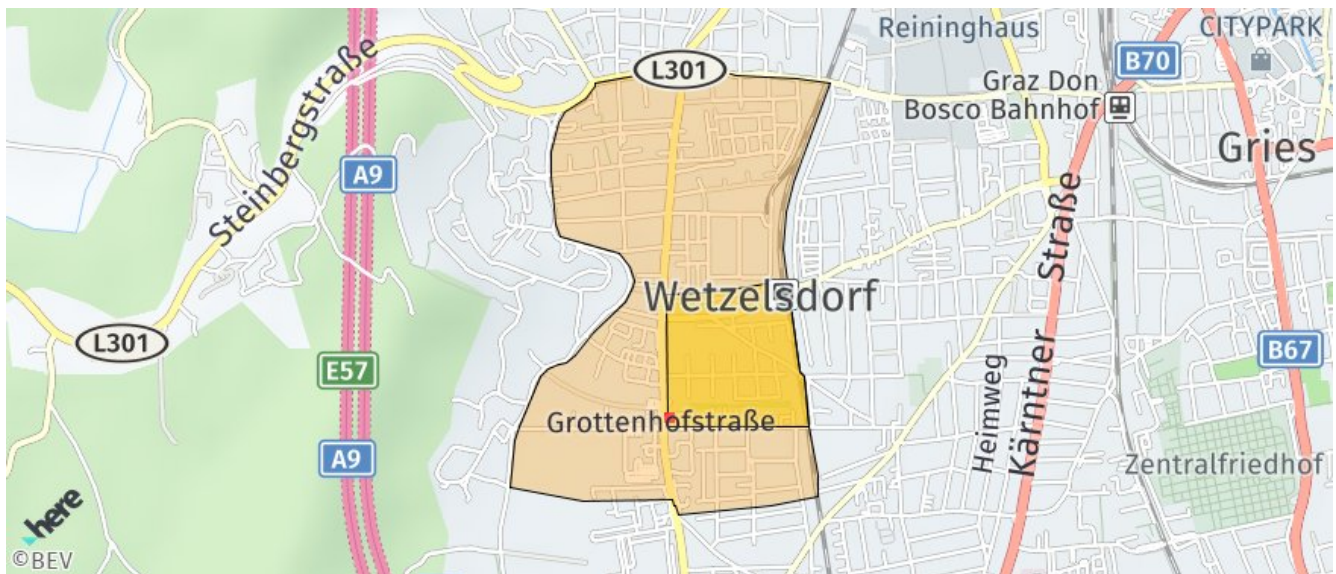 Reininghaus
CITYPARK
L301
B70
Graz Don
Bosco Bahnhof
Gries
A9
Steinbergstraße
Wetzelsdorf
L301
Kärntner Straße
B67
E57
Heimweg
Grottenhofstraße
A9
Zentralfriedhof
here
©BEV